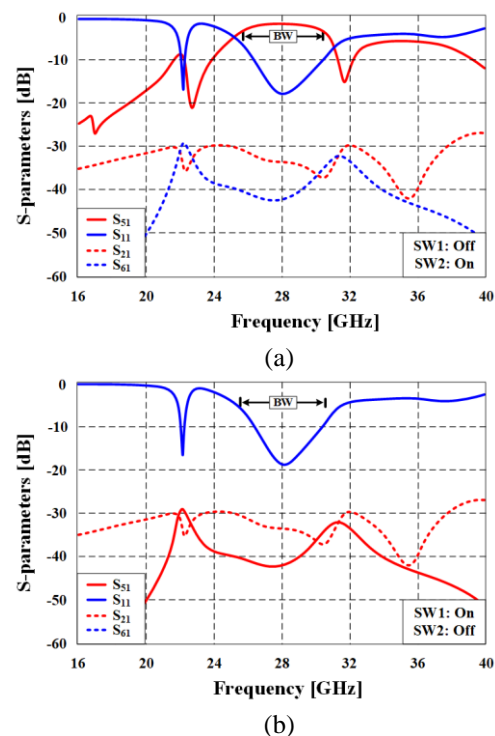 0
-10
-20
-30
-40
-50
-60
S-parameters [dB]
BW
S51
S11
S21
S61
SW1: Off
SW2: On
16 20 24 28 32 36 40
Frequency [GHz]
(a)
0
-10
-20
-30
-40
-50
-60
S-parameters [dB]
BW
S51
S11
S21
S61
SW1: On
SW2: Off
16 20 24 28 32 36 40
Frequency [GHz]
(b)